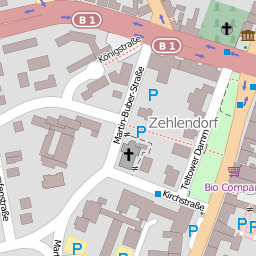 B 1
B 1
Königstraße
Martin-Buber-Straße
P
Zehlendorf
P
Teltower Damm
Bio Compan
Kirchstraße
P
P
P